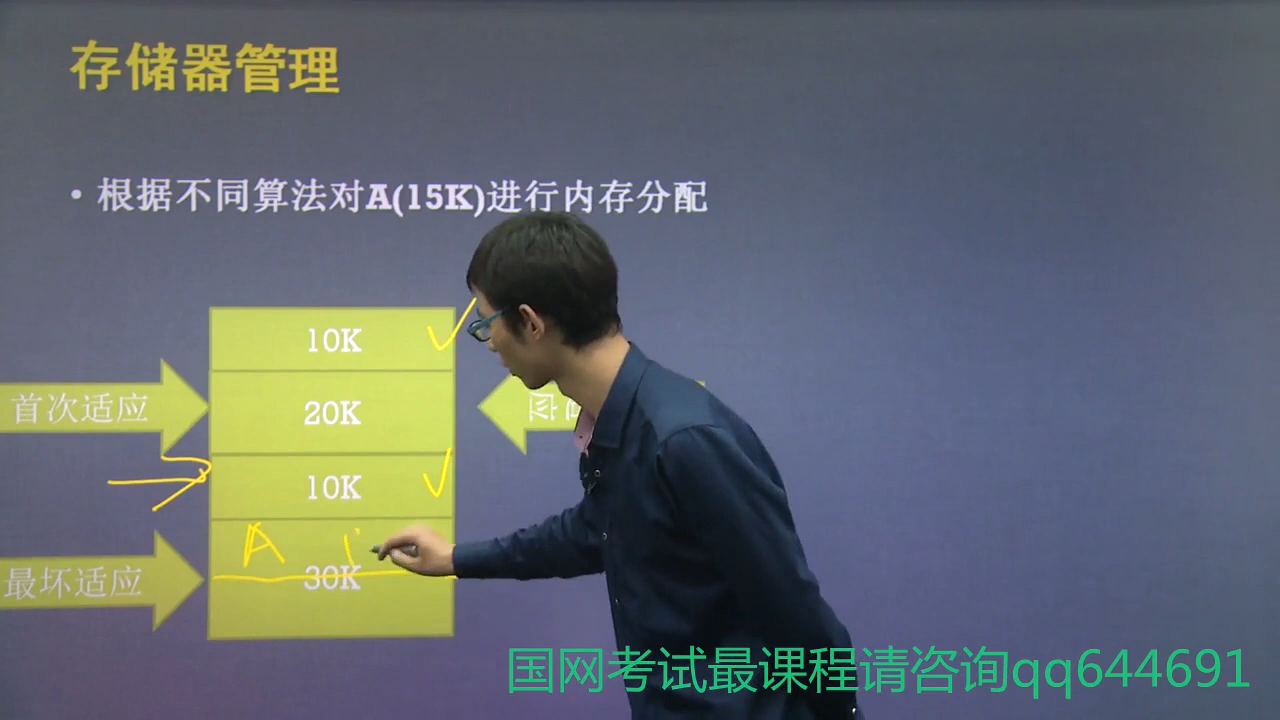 存储器管理
• 根据不同算法对A(15K)进行内存分配
10K
首次适应
20K
应
10K
A 1
最坏适应
30K
国网考试最课程请咨询qq644691